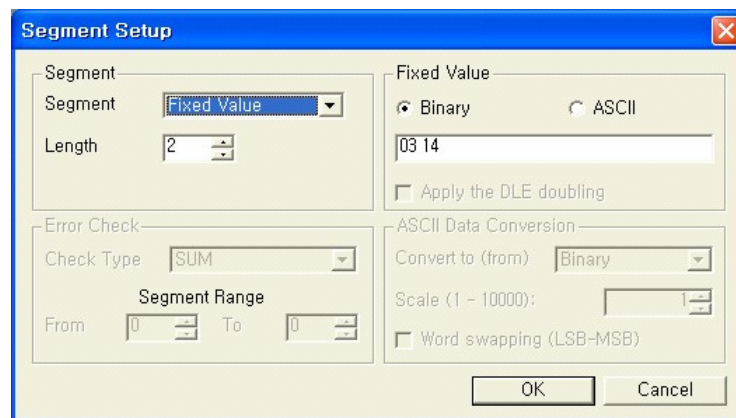 Segment Setup
Segment
Segment Fixed Value
Length 2
Fixed Value
Binary ASCII
03 14
Apply the DLE doubling
Error Check
Check Type SUM
Segment Range
From 0 To 0
ASCII Data Conversion
Convert to (from) Binary
Scale (1 - 10000): 1
Word swapping (LSB-MSB)
OK Cancel